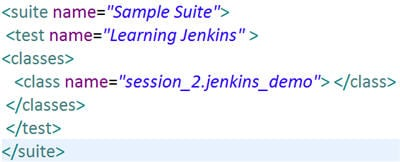 <suite name="Sample Suite">
<test name="Learning Jenkins" >
<classes>
<class name="session_2.jenkins_demo"> </class>
</classes>
</test>
</suite>